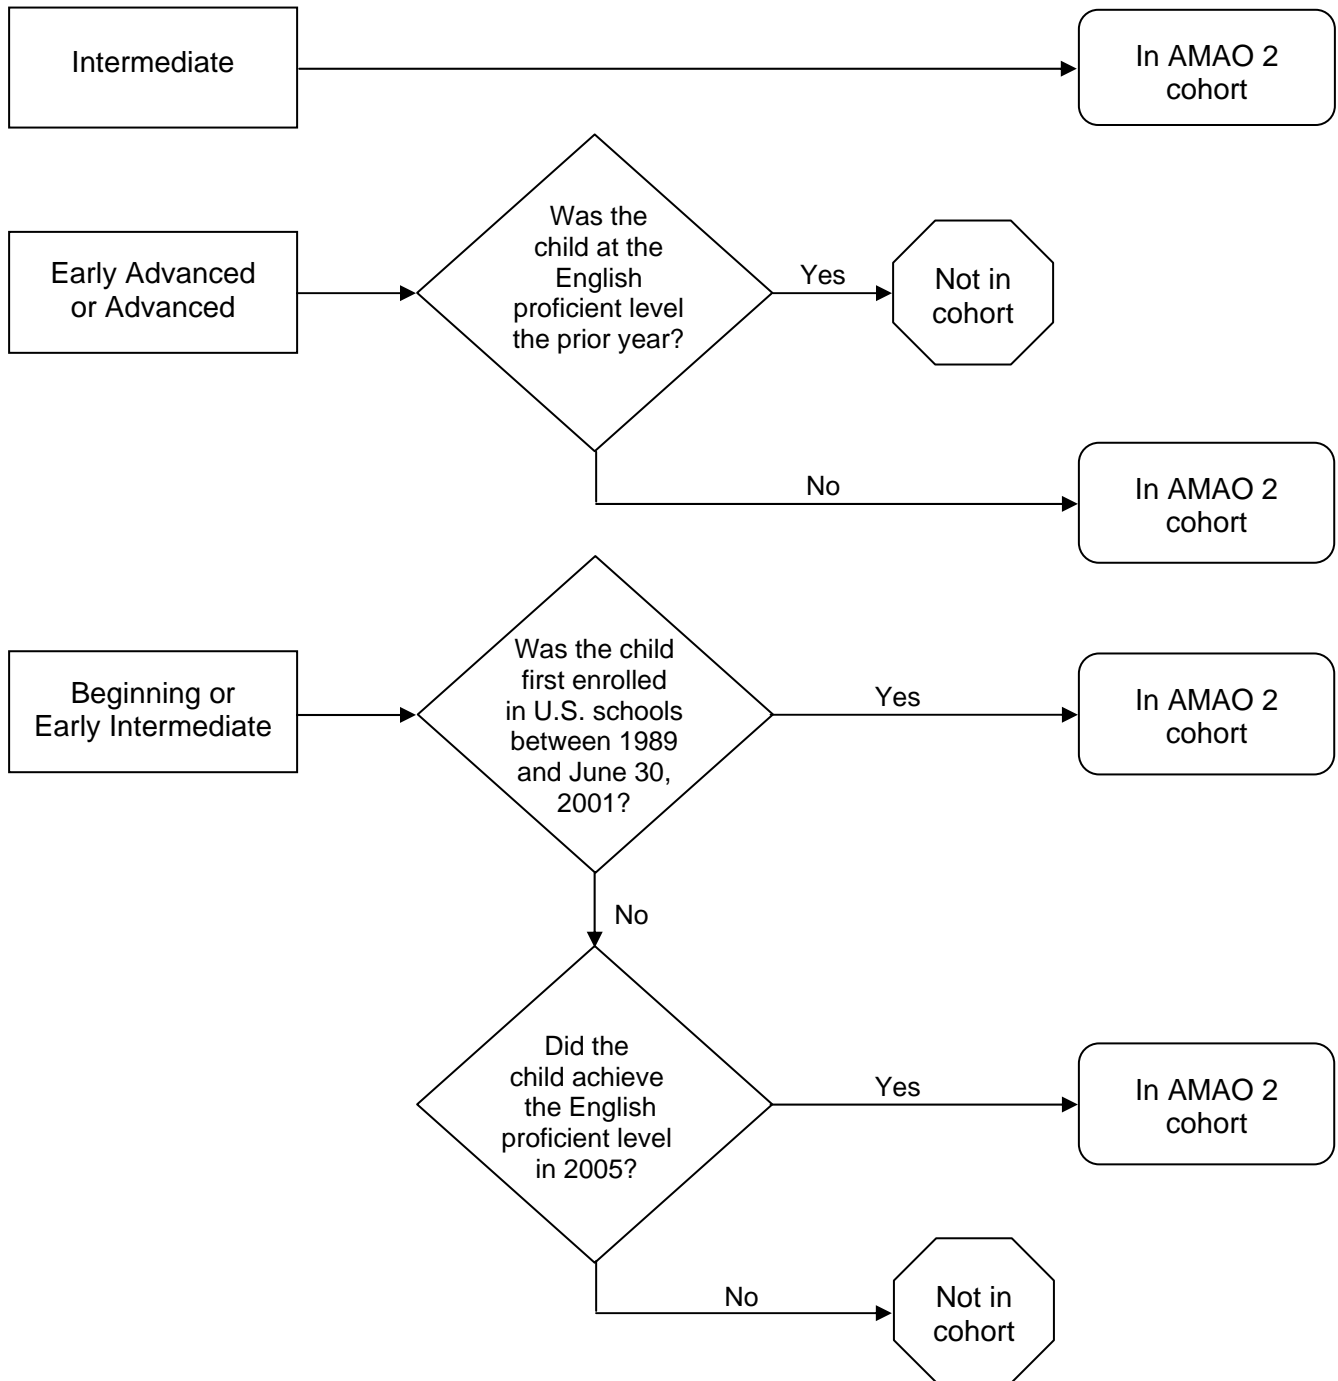 Intermediate
In AMAO 2
cohort
Was the
child at the
English
proficient level
the prior year?
Early Advanced
or Advanced
Yes
Not in
cohort
No
In AMAO 2
cohort
Was the child
first enrolled
in U.S. schools
between 1989
and June 30,
2001?
Beginning or
Early Intermediate
Yes
In AMAO 2
cohort
No
Did the
child achieve
the English
proficient level
in 2005?
Yes
In AMAO 2
cohort
No
Not in
cohort